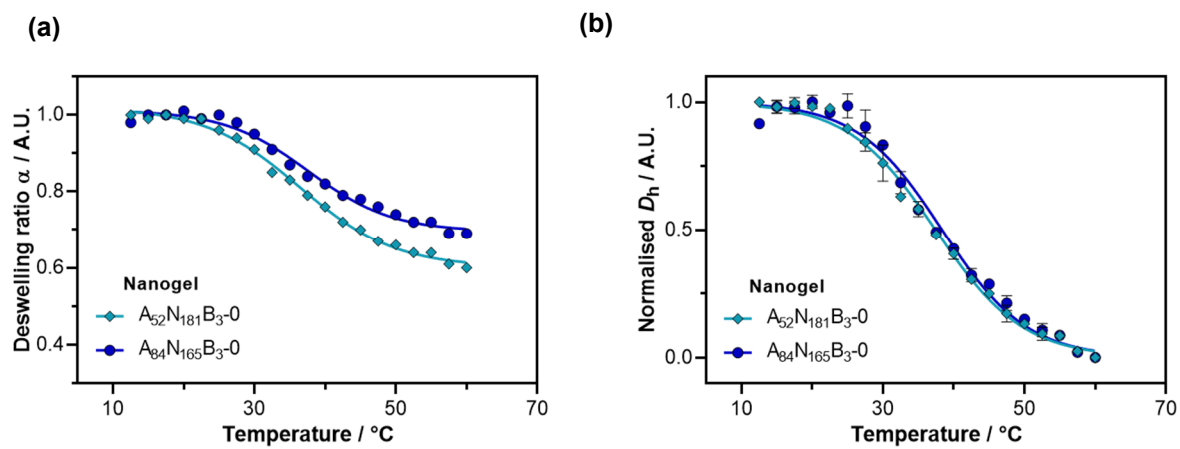 (a)
Deswelling ratio α / A.U.
1.0
0.8
0.6
0.4
Nanogel
A₅₂N₁₈₁B₃-0
A₈₄N₁₆₅B₃-0
10
30
50
70
Temperature / °C
(b)
Normalised Dₕ / A.U.
1.0
0.5
0.0
Nanogel
A₅₂N₁₈₁B₃-0
A₈₄N₁₆₅B₃-0
10
30
50
70
Temperature / °C